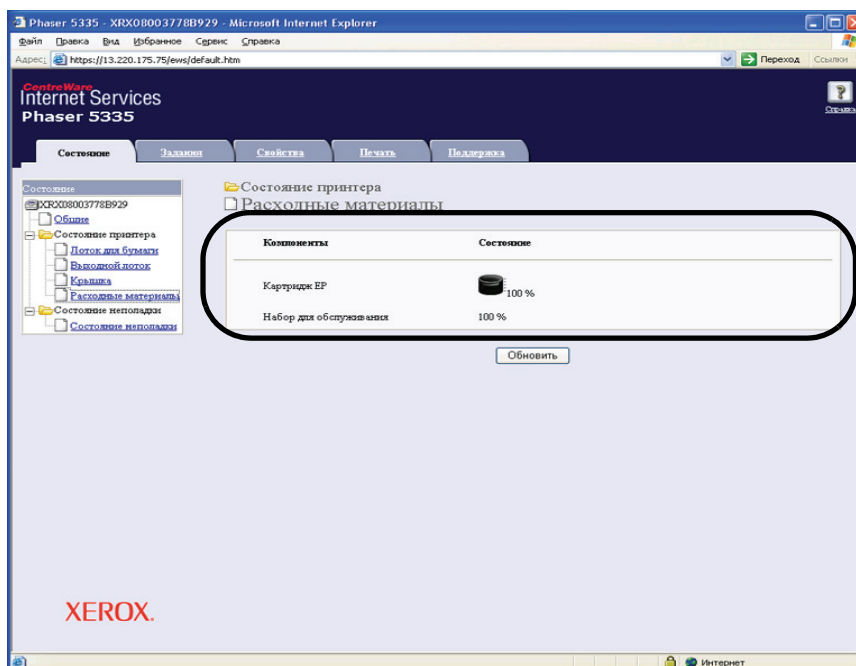 Phaser 5335 - XRX08003778B929 - Microsoft Internet Explorer
Файл Правка Вид Избранное Сервис Справка
Адрес: https://13.220.175.75/ews/default.htm Переход Ссылки
CentreWare
Internet Services
Phaser 5335
Справка
Состояние Задания Свойства Печать Поддержка
Состояние
XRX08003778B929
Общие
Состояние принтера
Лоток для бумаги
Выходной лоток
Крышка
Расходные материалы
Состояние неполадки
Состояние неполадки
Состояние принтера
Расходные материалы
Компоненты Состояние
Картридж EP 100 %
Набор для обслуживания 100 %
Обновить
XEROX.
Интернет